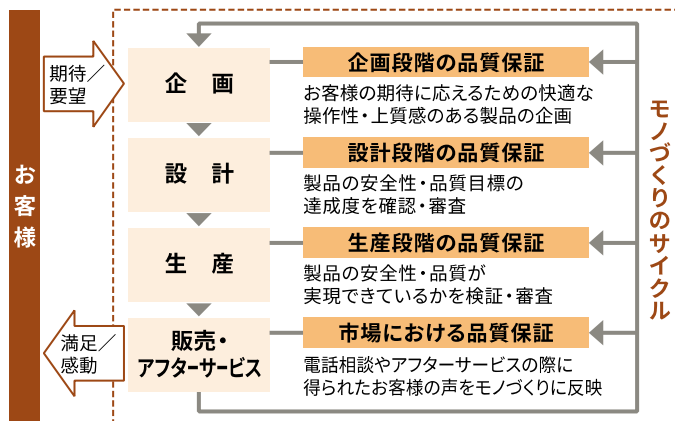 お客様
期待／
要望
企　画
企画段階の品質保証
お客様の期待に応えるための快適な
操作性・上質感のある製品の企画
設　計
設計段階の品質保証
製品の安全性・品質目標の
達成度を確認・審査
生　産
生産段階の品質保証
製品の安全性・品質が
実現できているかを検証・審査
満足／
感動
販売・
アフターサービス
市場における品質保証
電話相談やアフターサービスの際に
得られたお客様の声をモノづくりに反映
モノづくりのサイクル